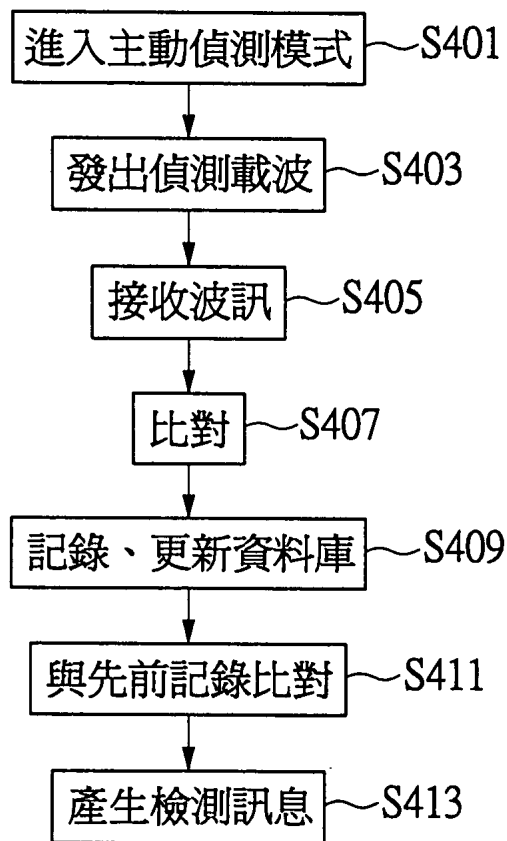 進入主動偵測模式 S401
發出偵測載波 S403
接收波訊 S405
比對 S407
記錄、更新資料庫 S409
與先前記錄比對 S411
產生檢測訊息 S413